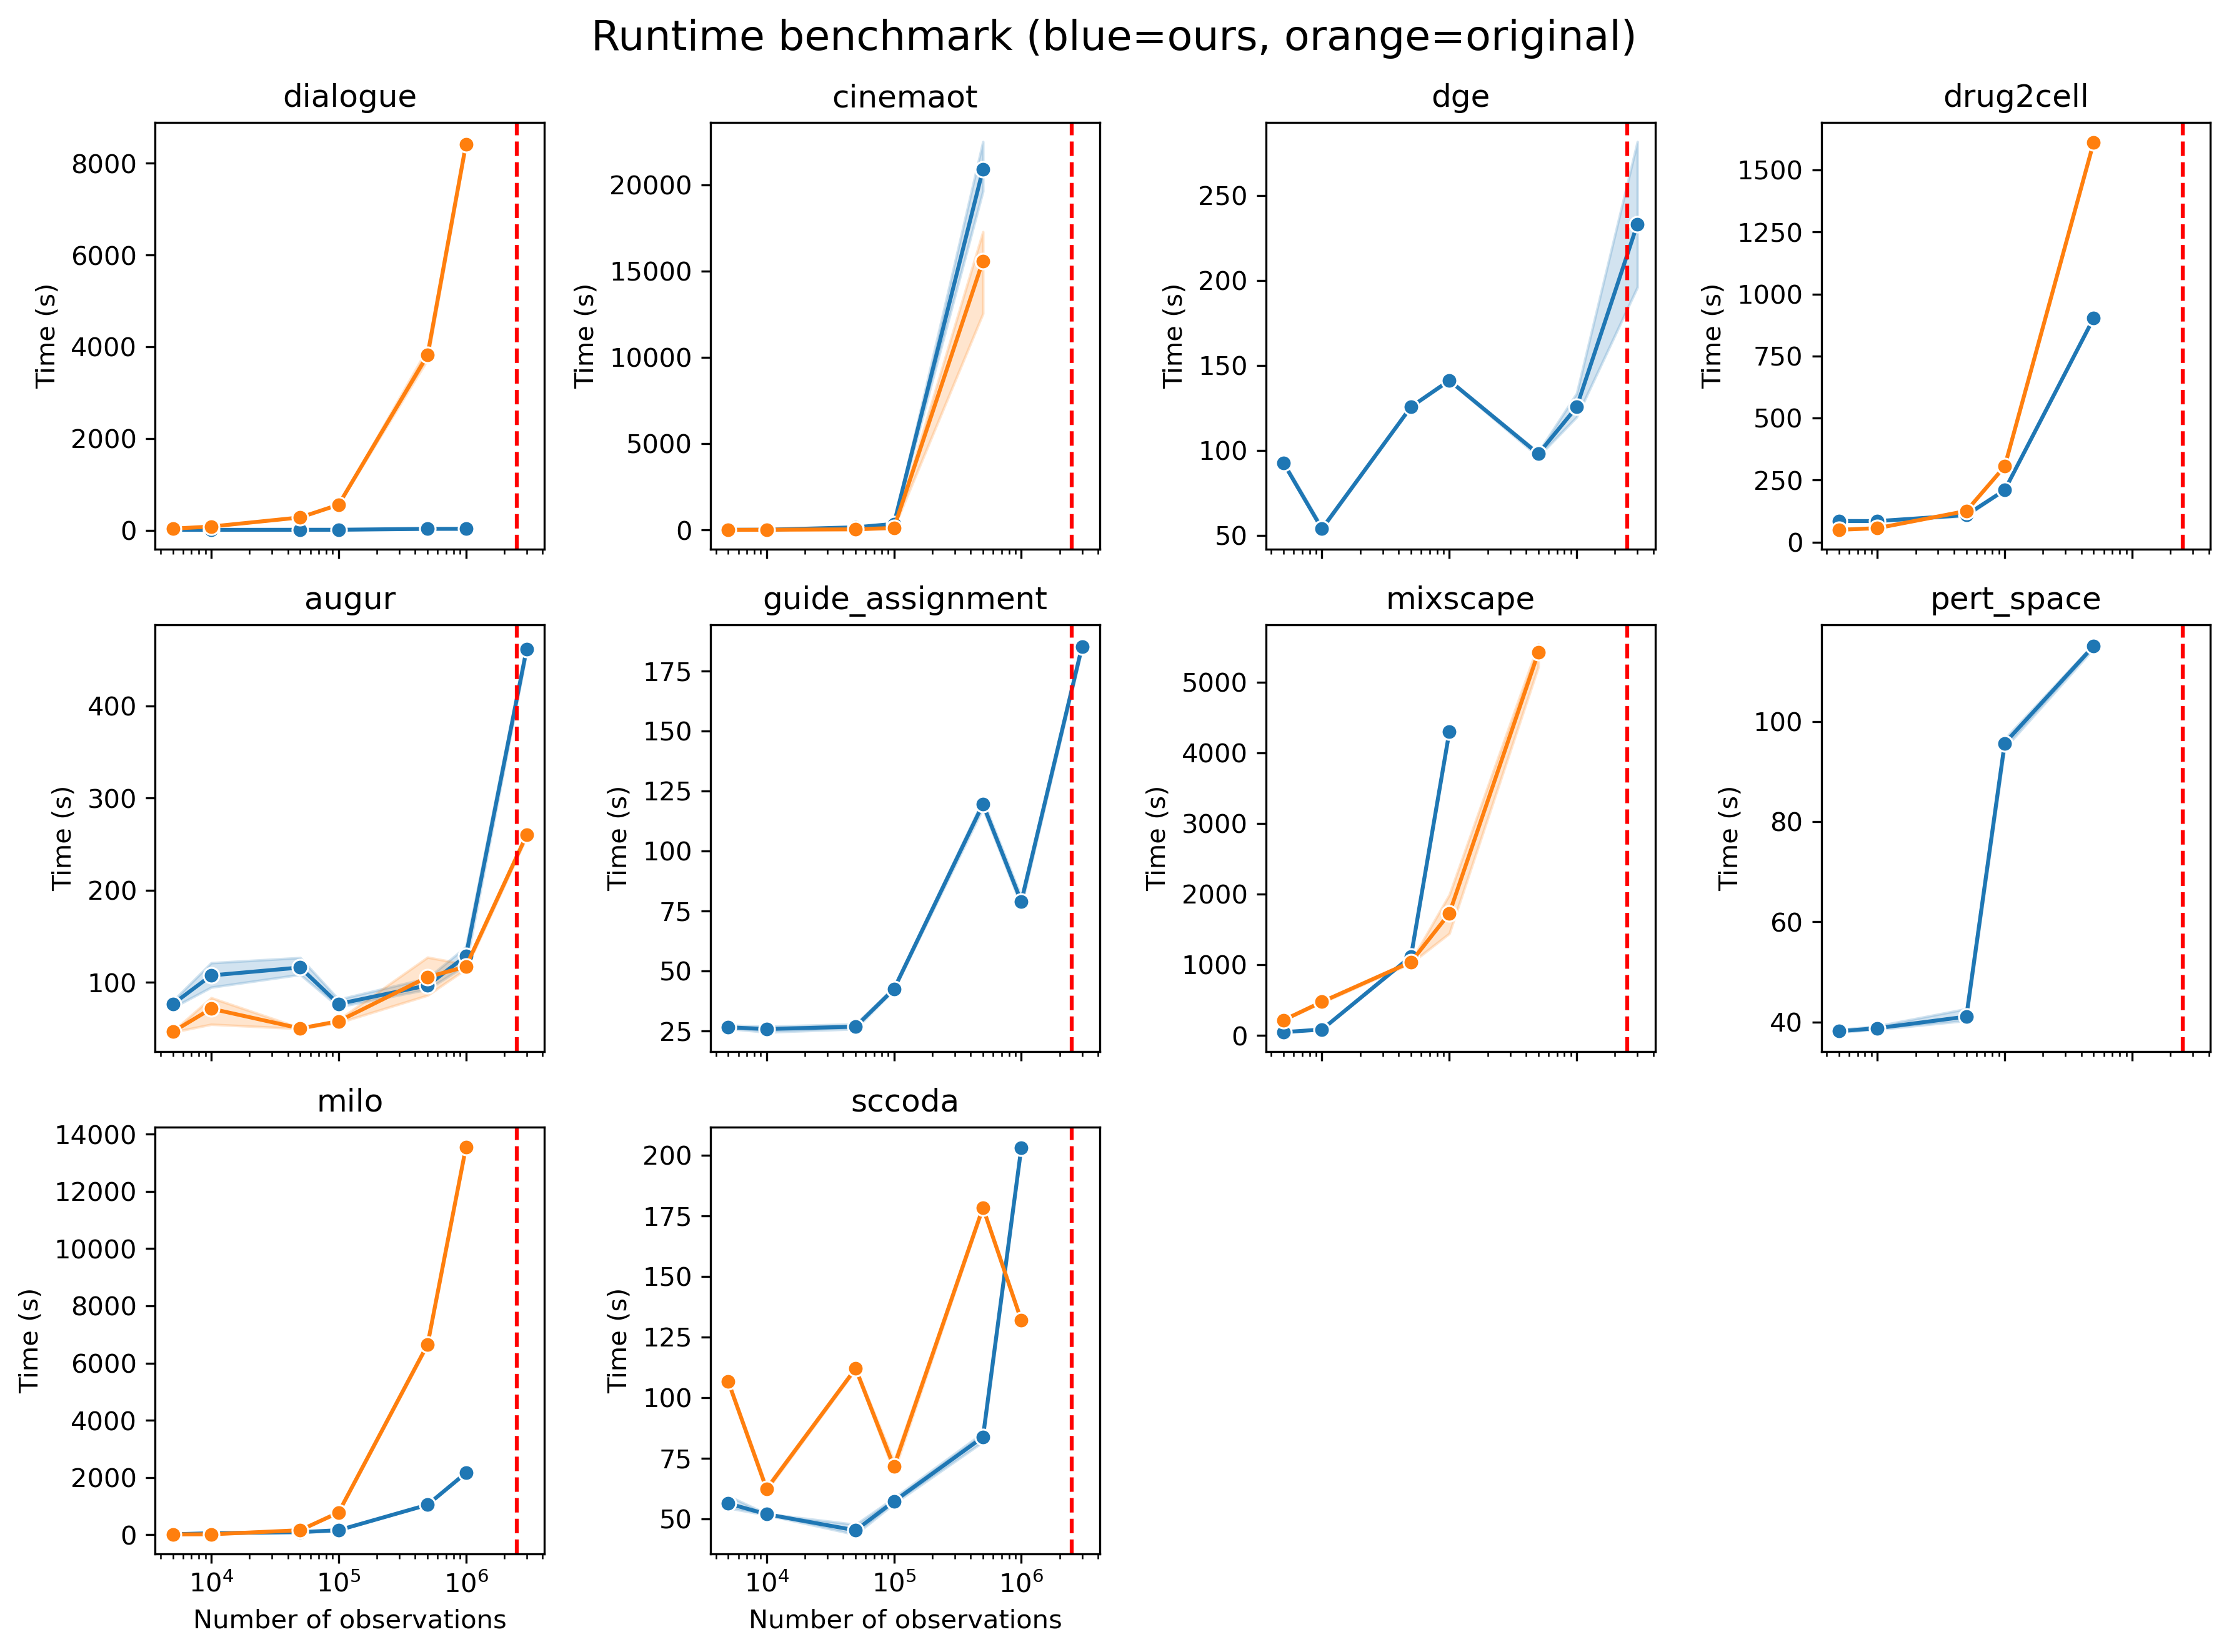 Runtime benchmark (blue=ours, orange=original)
dialogue
Time (s)
8000
6000
4000
2000
0
cinemaot
Time (s)
20000
15000
10000
5000
0
dge
Time (s)
250
200
150
100
50
drug2cell
Time (s)
1500
1250
1000
750
500
250
0
augur
Time (s)
400
300
200
100
guide_assignment
Time (s)
175
150
125
100
75
50
25
mixscape
Time (s)
5000
4000
3000
2000
1000
0
pert_space
Time (s)
100
80
60
40
milo
Time (s)
14000
12000
10000
8000
6000
4000
2000
0
10⁴ 10⁵ 10⁶
Number of observations
sccoda
Time (s)
200
175
150
125
100
75
50
10⁴ 10⁵ 10⁶
Number of observations